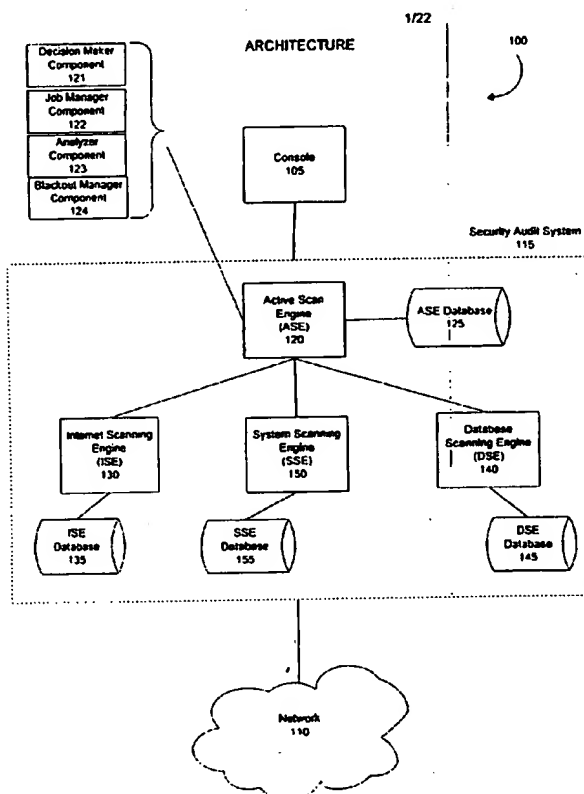 1/22
ARCHITECTURE
100
Decision Maker
Component
121
Job Manager
Component
122
Analyzer
Component
123
Blackout Manager
Component
124
Console
105
Security Audit System
115
Active Scan
Engine
(ASE)
120
ASE Database
125
Internet Scanning
Engine
(ISE)
130
System Scanning
Engine
(SSE)
150
Database
Scanning Engine
(DSE)
140
ISE
Database
135
SSE
Database
155
DSE
Database
145
Network
110